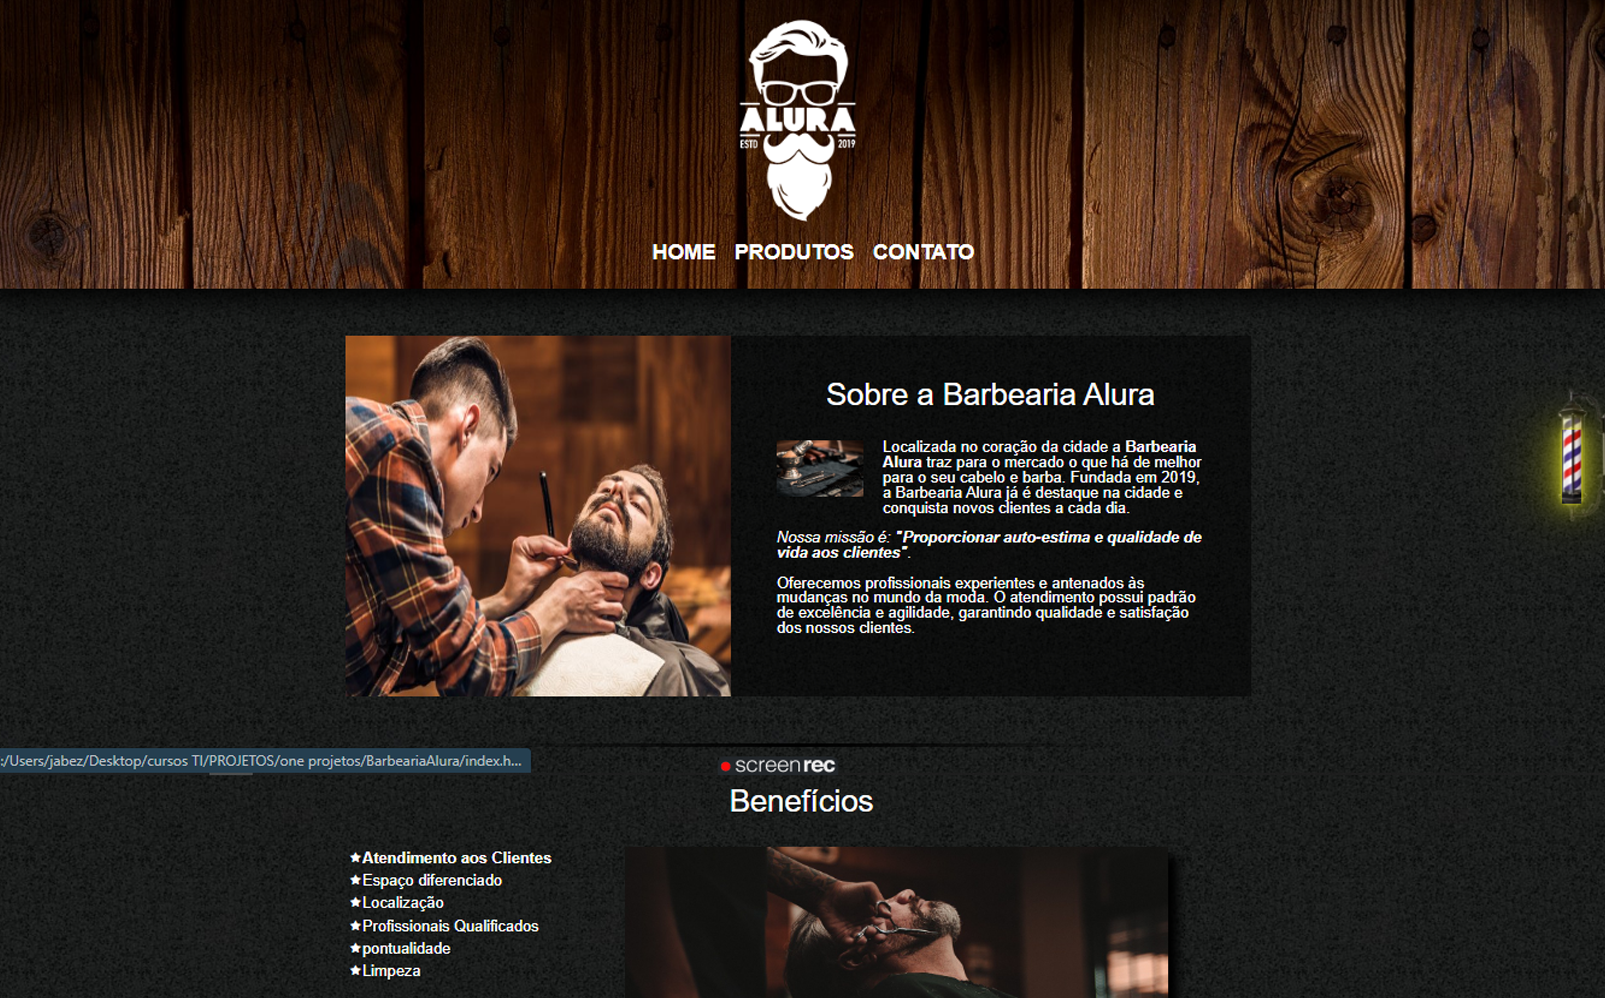 ALURA
ESTD 2019
HOME PRODUTOS CONTATO
Sobre a Barbearia Alura
Localizada no coração da cidade a Barbearia
Alura traz para o mercado o que há de melhor
para o seu cabelo e barba. Fundada em 2019,
a Barbearia Alura já é destaque na cidade e
conquista novos clientes a cada dia.
Nossa missão é: "Proporcionar auto-estima e qualidade de
vida aos clientes".
Oferecemos profissionais experientes e antenados às
mudanças no mundo da moda. O atendimento possui padrão
de excelência e agilidade, garantindo qualidade e satisfação
dos nossos clientes.
:/Users/jabez/Desktop/cursos TI/PROJETOS/one projetos/BarbeariaAlura/index.h...
screenrec
Benefícios
Atendimento aos Clientes
Espaço diferenciado
Localização
Profissionais Qualificados
pontualidade
Limpeza